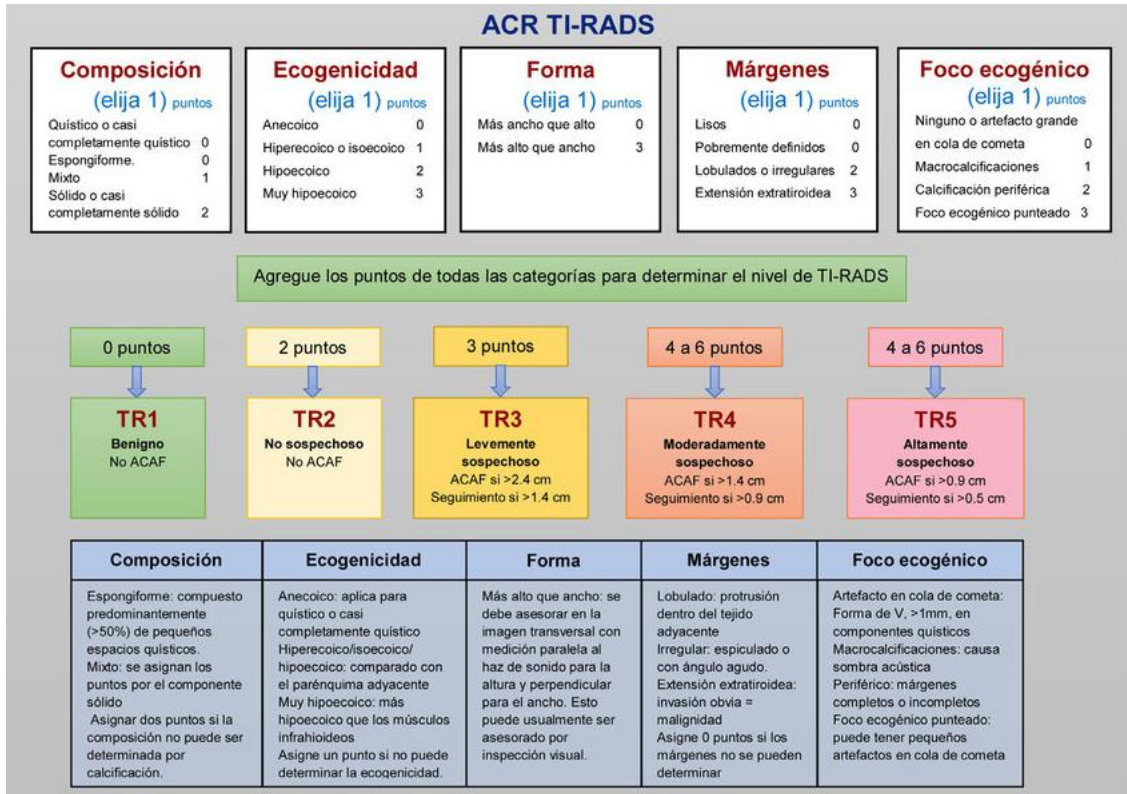 ACR TI-RADS
Composición
(elija 1) puntos
Quístico o casi
completamente quístico 0
Espongiforme. 0
Mixto 1
Sólido o casi
completamente sólido 2
Ecogenicidad
(elija 1) puntos
Anecoico 0
Hiperecoico o isoecoico 1
Hipoecoico 2
Muy hipoecoico 3
Forma
(elija 1) puntos
Más ancho que alto 0
Más alto que ancho 3
Márgenes
(elija 1) puntos
Lisos 0
Pobremente definidos 0
Lobulados o irregulares 2
Extensión extratiroidea 3
Foco ecogénico
(elija 1) puntos
Ninguno o artefacto grande
en cola de cometa 0
Macrocalcificaciones 1
Calcificación periférica 2
Foco ecogénico punteado 3
Agregue los puntos de todas las categorías para determinar el nivel de TI-RADS
0 puntos
2 puntos
3 puntos
4 a 6 puntos
4 a 6 puntos
TR1
Benigno
No ACAF
TR2
No sospechoso
No ACAF
TR3
Levemente
sospechoso
ACAF si >2.4 cm
Seguimiento si >1.4 cm
TR4
Moderadamente
sospechoso
ACAF si >1.4 cm
Seguimiento si >0.9 cm
TR5
Altamente
sospechoso
ACAF si >0.9 cm
Seguimiento si >0.5 cm
Composición
Espongiforme: compuesto
predominantemente
(>50%) de pequeños
espacios quísticos.
Mixto: se asignan los
puntos por el componente
sólido
Asignar dos puntos si la
composición no puede ser
determinada por
calcificación.
Ecogenicidad
Anecoico: aplica para
quístico o casi
completamente quístico
Hiperecoico/isoecoico/
hipoecoico: comparado con
el parénquima adyacente
Muy hipoecoico: más
hipoecoico que los músculos
infrahioideos
Asigne un punto si no puede
determinar la ecogenicidad.
Forma
Más alto que ancho: se
debe asesorar en la
imagen transversal con
medición paralela al
haz de sonido para la
altura y perpendicular
para el ancho. Esto
puede usualmente ser
asesorado por
inspección visual.
Márgenes
Lobulado: protrusión
dentro del tejido
adyacente
Irregular: espiculado o
con ángulo agudo.
Extensión extratiroidea:
invasión obvia =
malignidad
Asigne 0 puntos si los
márgenes no se pueden
determinar
Foco ecogénico
Artefacto en cola de cometa:
Forma de V, >1mm, en
componentes quísticos
Macrocalcificaciones: causa
sombra acústica
Periférico: márgenes
completos o incompletos
Foco ecogénico punteado:
puede tener pequeños
artefactos en cola de cometa